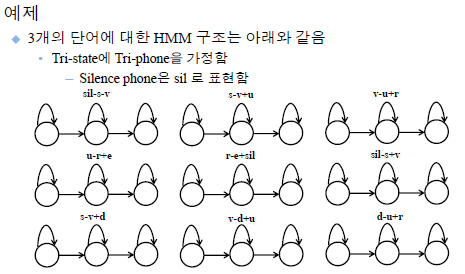 예제
3개의 단어에 대한 HMM 구조는 아래와 같음
Tri-state에 Tri-phone을 가정함
Silence phone은 sil 로 표현함
sil-s-v s-v+u v-u+r
u-r+e r-e+sil sil-s+v
s-v+d v-d+u d-u+r